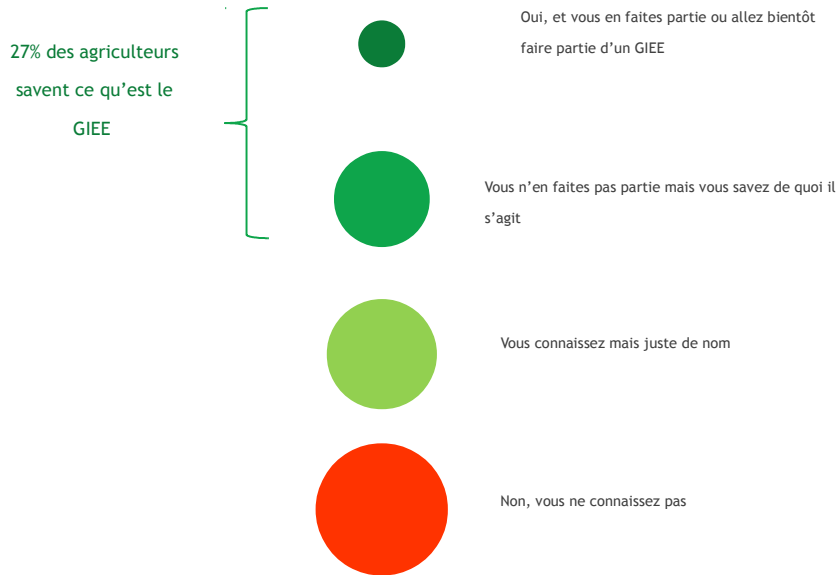 27% des agriculteurs
savent ce qu’est le
GIEE
Oui, et vous en faites partie ou allez bientôt
faire partie d’un GIEE
Vous n’en faites pas partie mais vous savez de quoi il
s’agit
Vous connaissez mais juste de nom
Non, vous ne connaissez pas